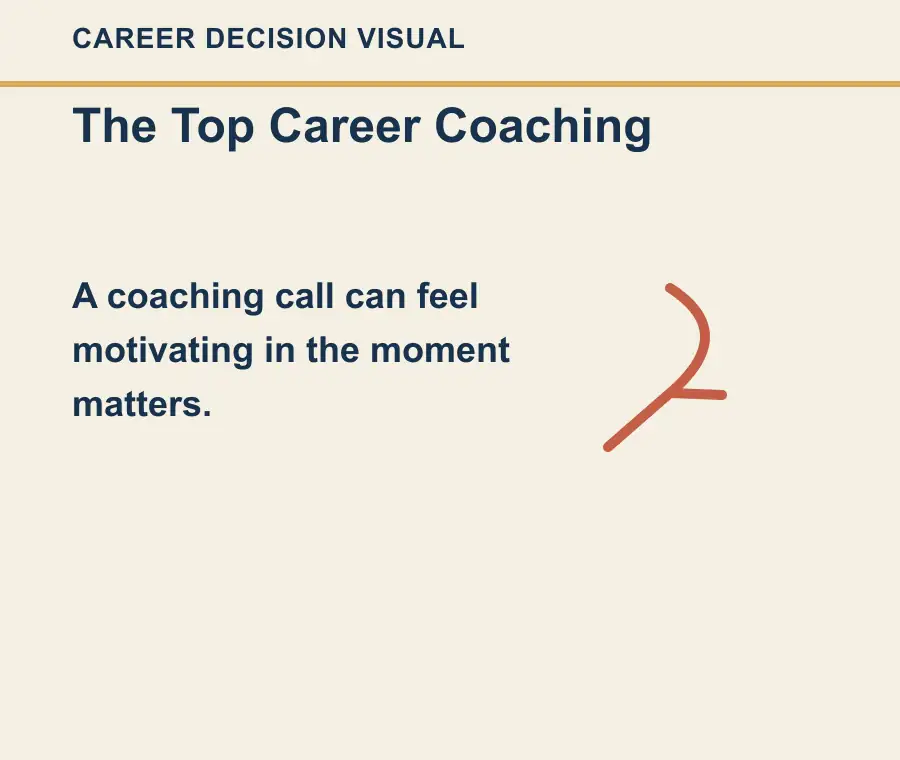 CAREER DECISION VISUAL
The Top Career Coaching
A coaching call can feel
motivating in the moment
matters.